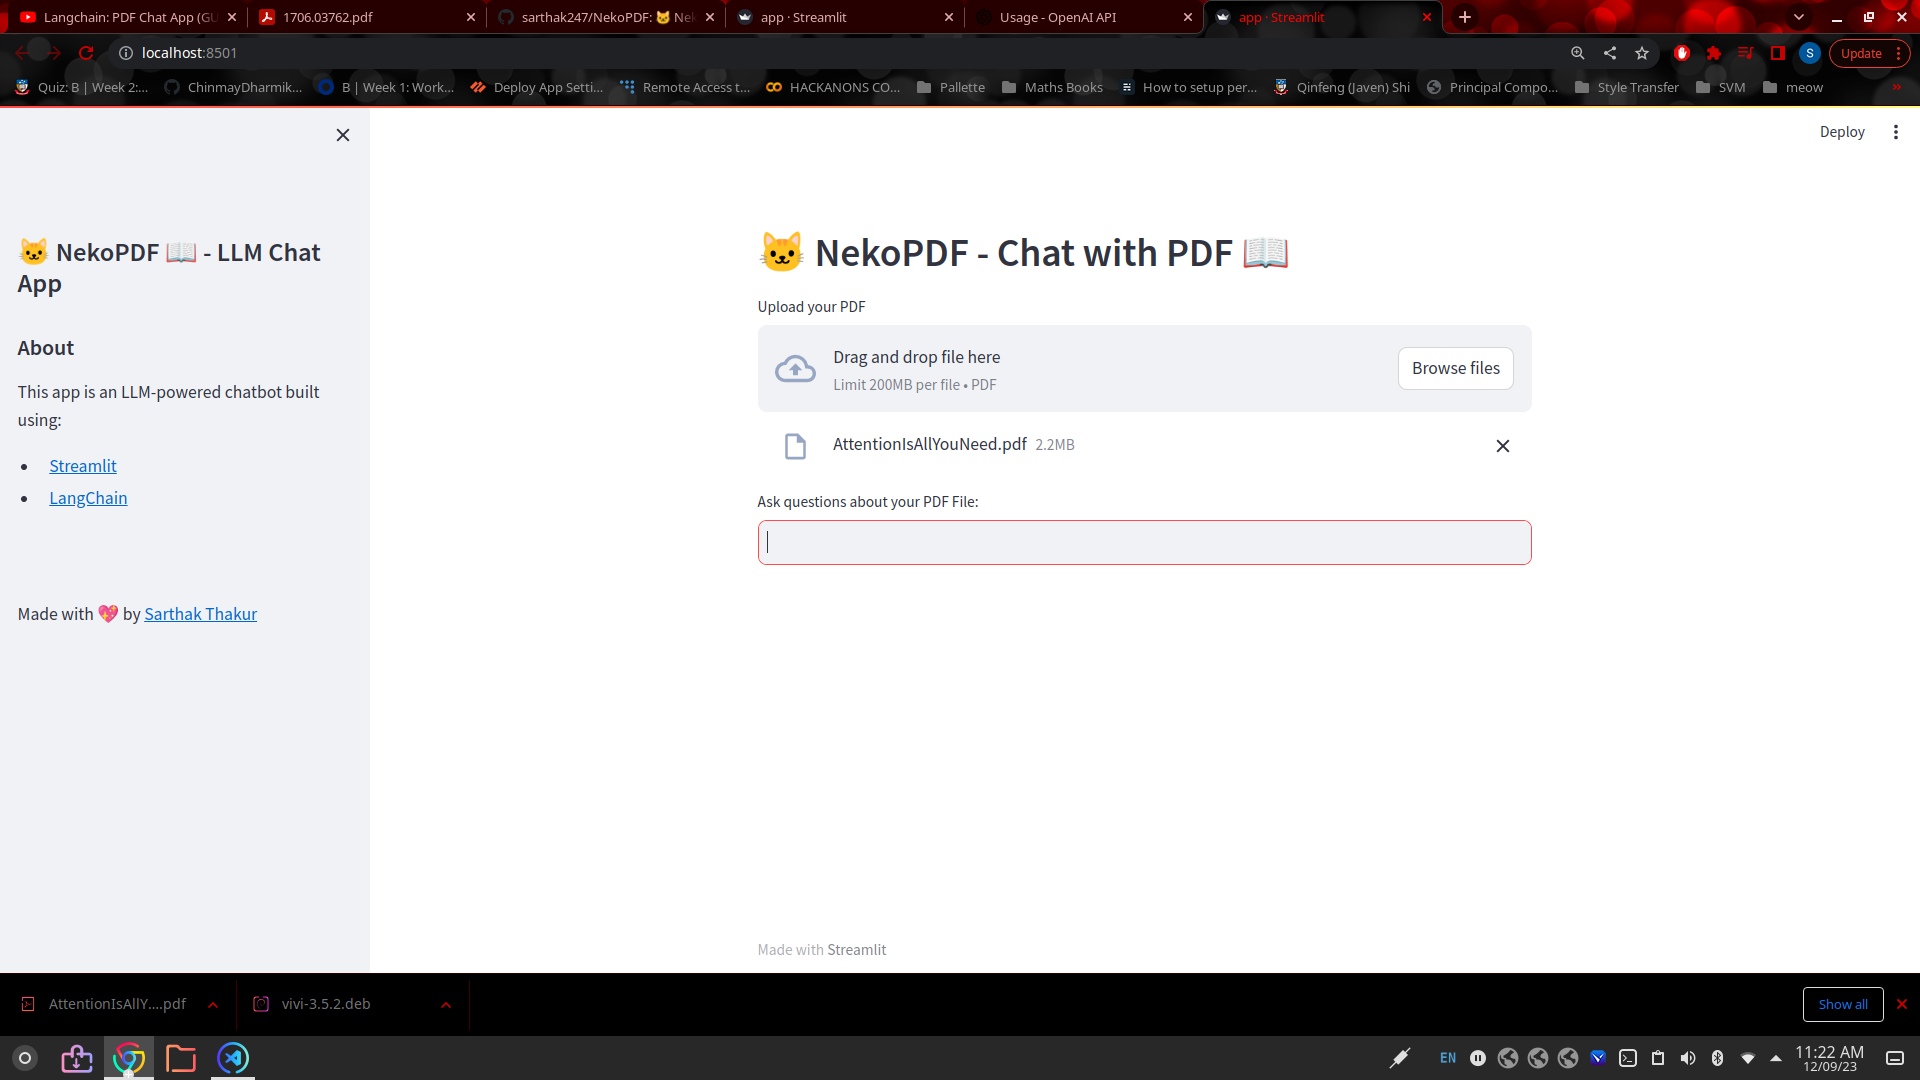 Langchain: PDF Chat App (GU
1706.03762.pdf
sarthak247/NekoPDF: 🐱 Nek
app · Streamlit
Usage - OpenAI API
app · Streamlit
localhost:8501
S
Update
Quiz: B | Week 2:...
ChinmayDharmik...
B | Week 1: Work...
Deploy App Setti...
Remote Access t...
HACKANONS CO...
Pallette
Maths Books
How to setup per...
Qinfeng (Javen) Shi
Principal Compo...
Style Transfer
SVM
meow
»
Deploy
🐱 NekoPDF 📖 - LLM Chat
App
About
This app is an LLM-powered chatbot built
using:
• Streamlit
• LangChain
Made with 💖 by Sarthak Thakur
🐱 NekoPDF - Chat with PDF 📖
Upload your PDF
Drag and drop file here
Limit 200MB per file • PDF
Browse files
AttentionIsAllYouNeed.pdf 2.2MB
Ask questions about your PDF File:
Made with Streamlit
AttentionIsAllY....pdf
vivi-3.5.2.deb
Show all
EN
11:22 AM
12/09/23